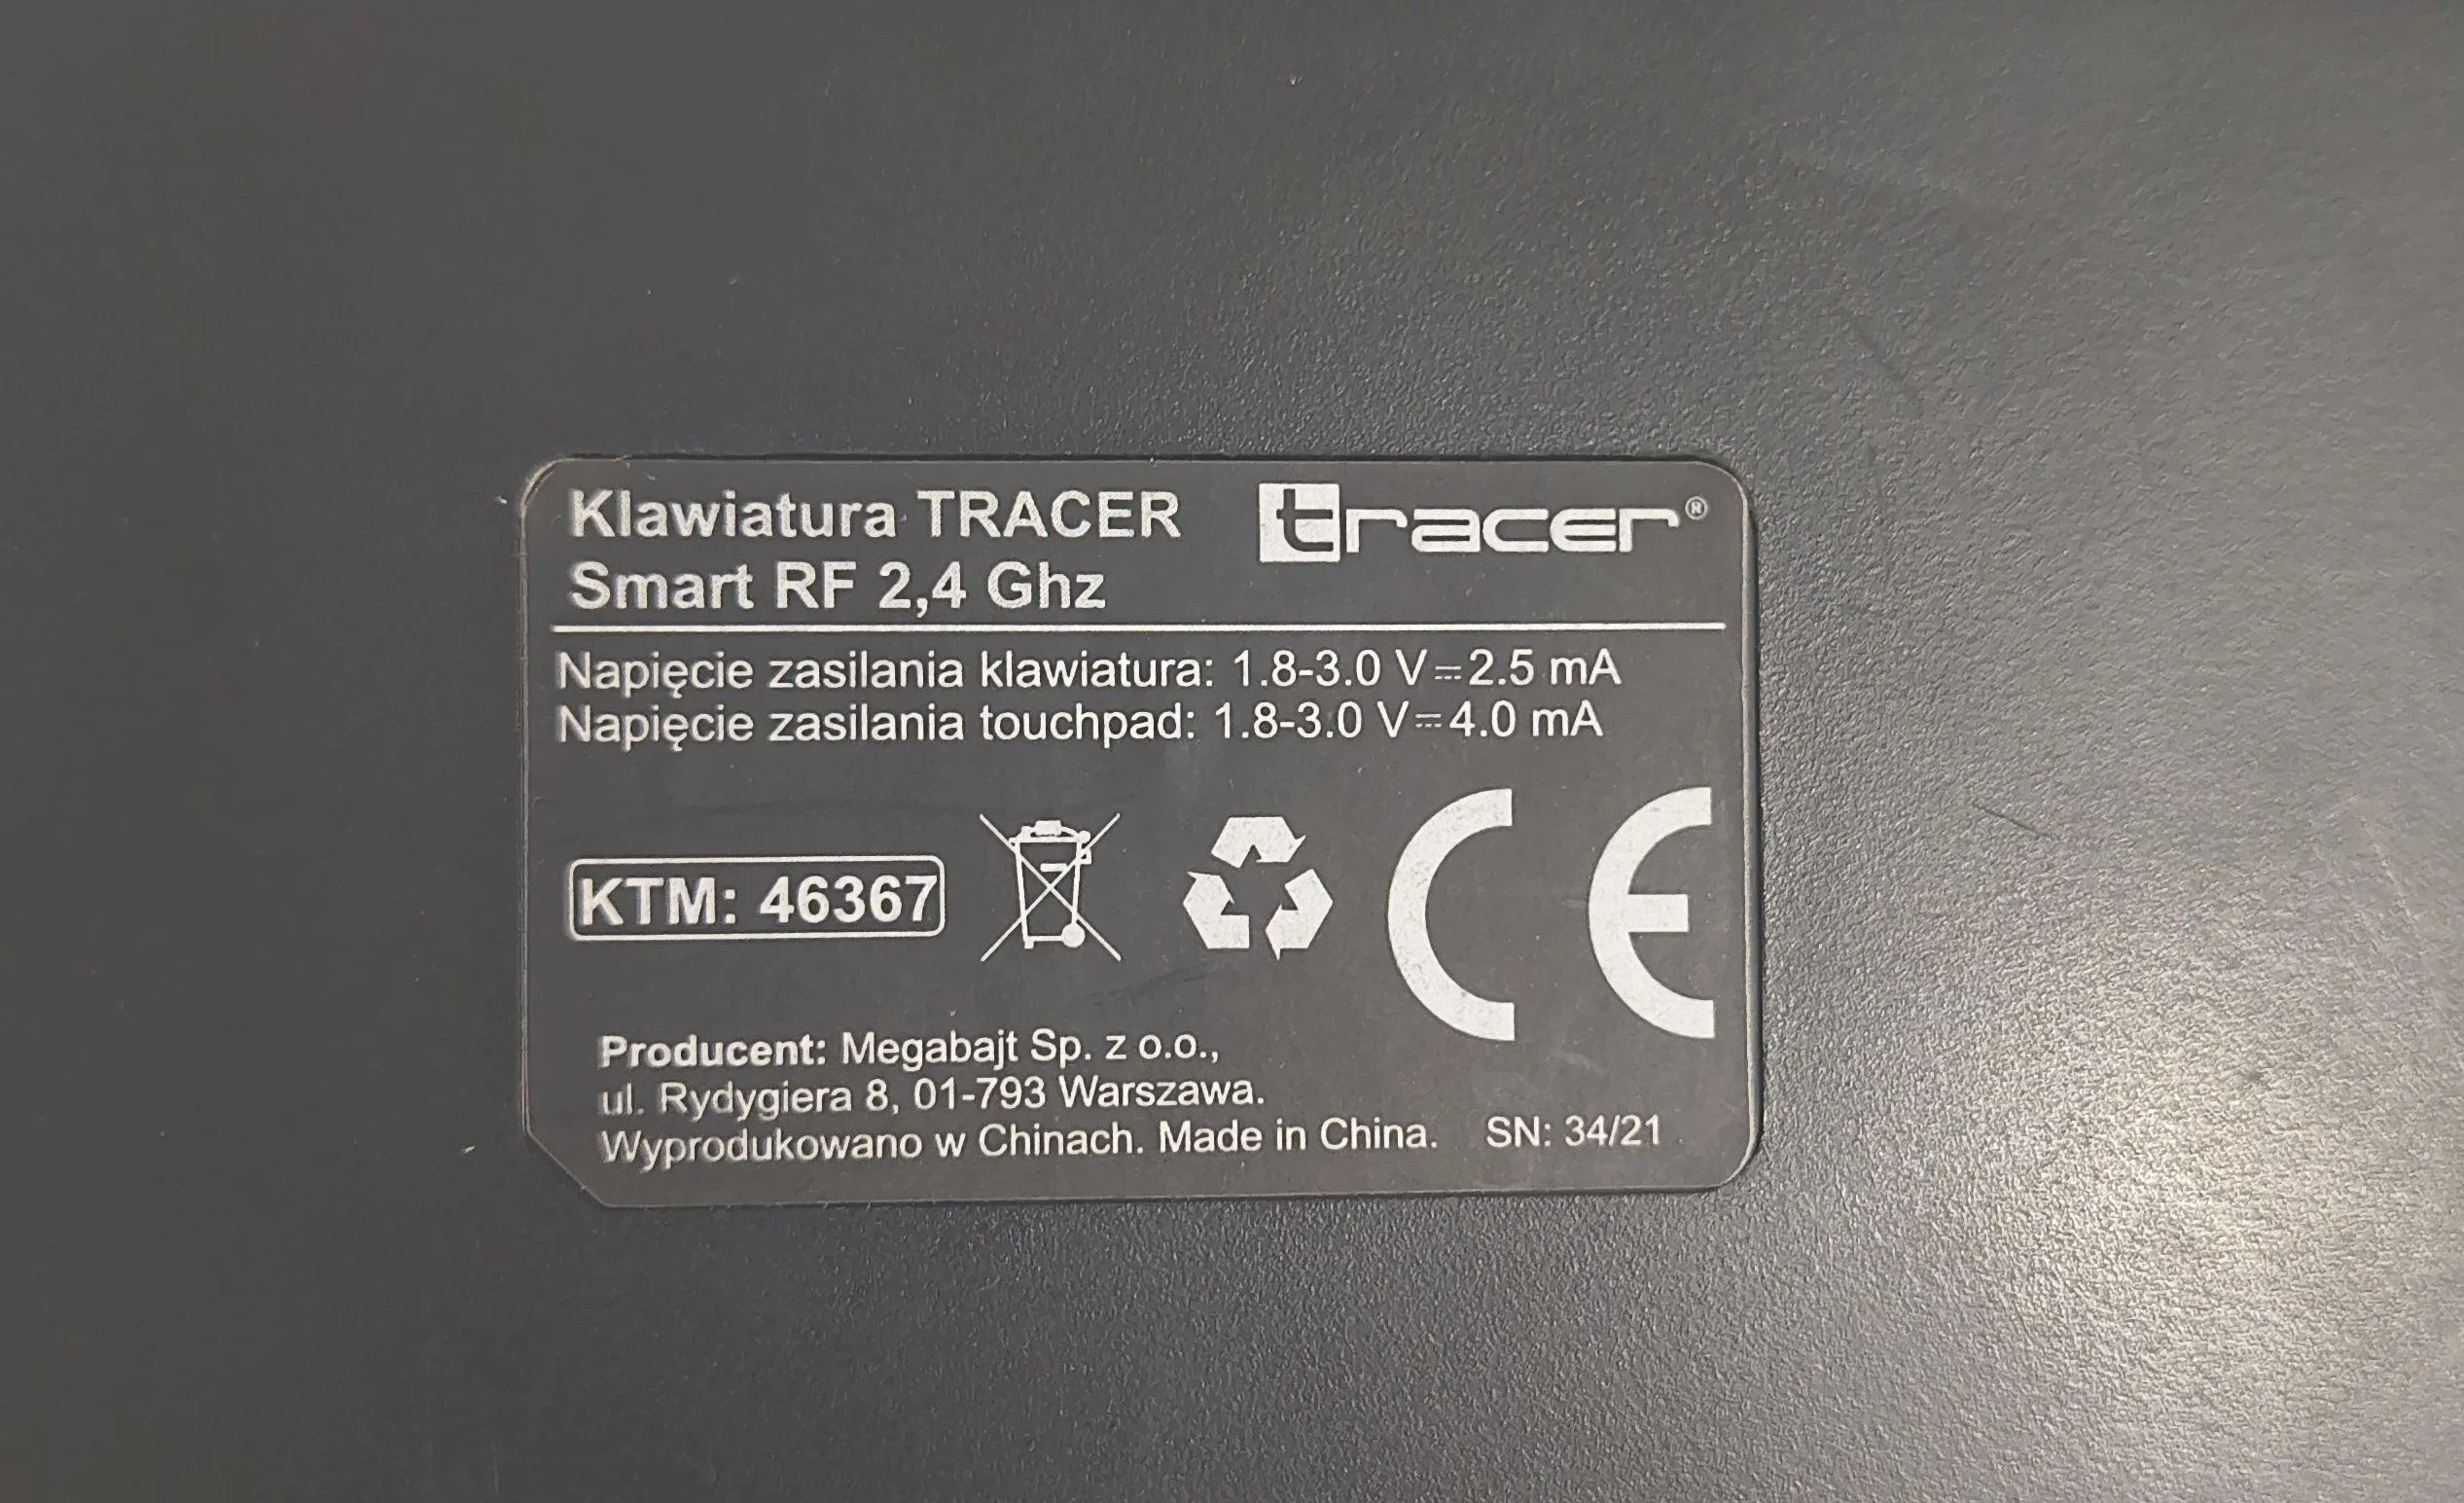 Klawiatura TRACER
Smart RF 2,4 Ghz
tracer®
Napięcie zasilania klawiatura: 1.8-3.0 V⎓2.5 mA
Napięcie zasilania touchpad: 1.8-3.0 V⎓4.0 mA
KTM: 46367
CE
Producent: Megabajt Sp. z o.o.,
ul. Rydygiera 8, 01-793 Warszawa.
Wyprodukowano w Chinach. Made in China. SN: 34/21